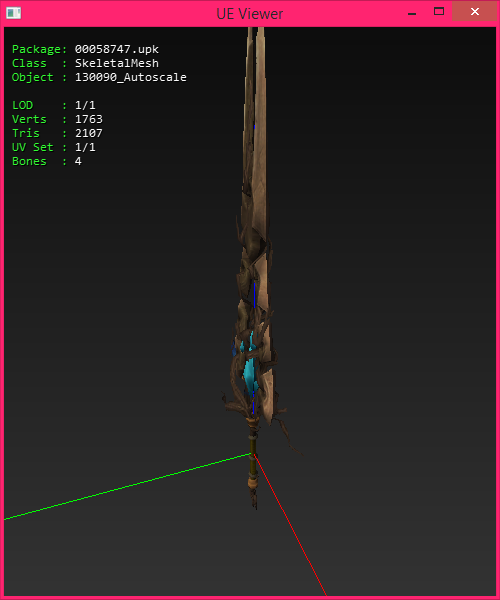 UE Viewer
Package: 00058747.upk
Class : SkeletalMesh
Object : 130090_Autoscale
LOD : 1/1
Verts : 1763
Tris : 2107
UV Set : 1/1
Bones : 4